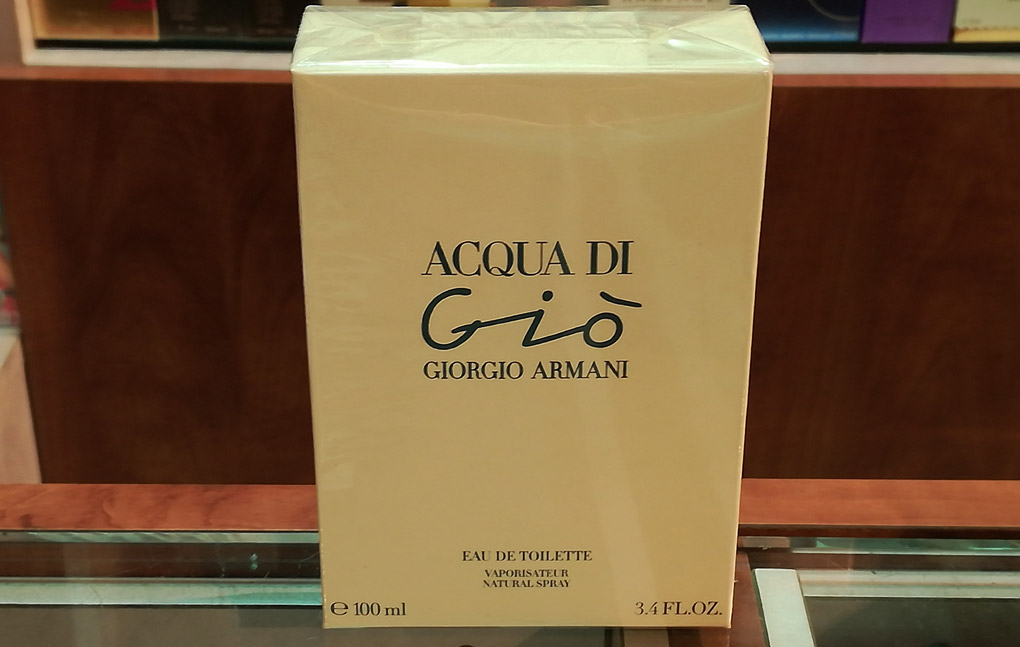 ACQUA DI
Giò
GIORGIO ARMANI
EAU DE TOILETTE
VAPORISATEUR
NATURAL SPRAY
℮ 100 ml
3.4 FL.OZ.